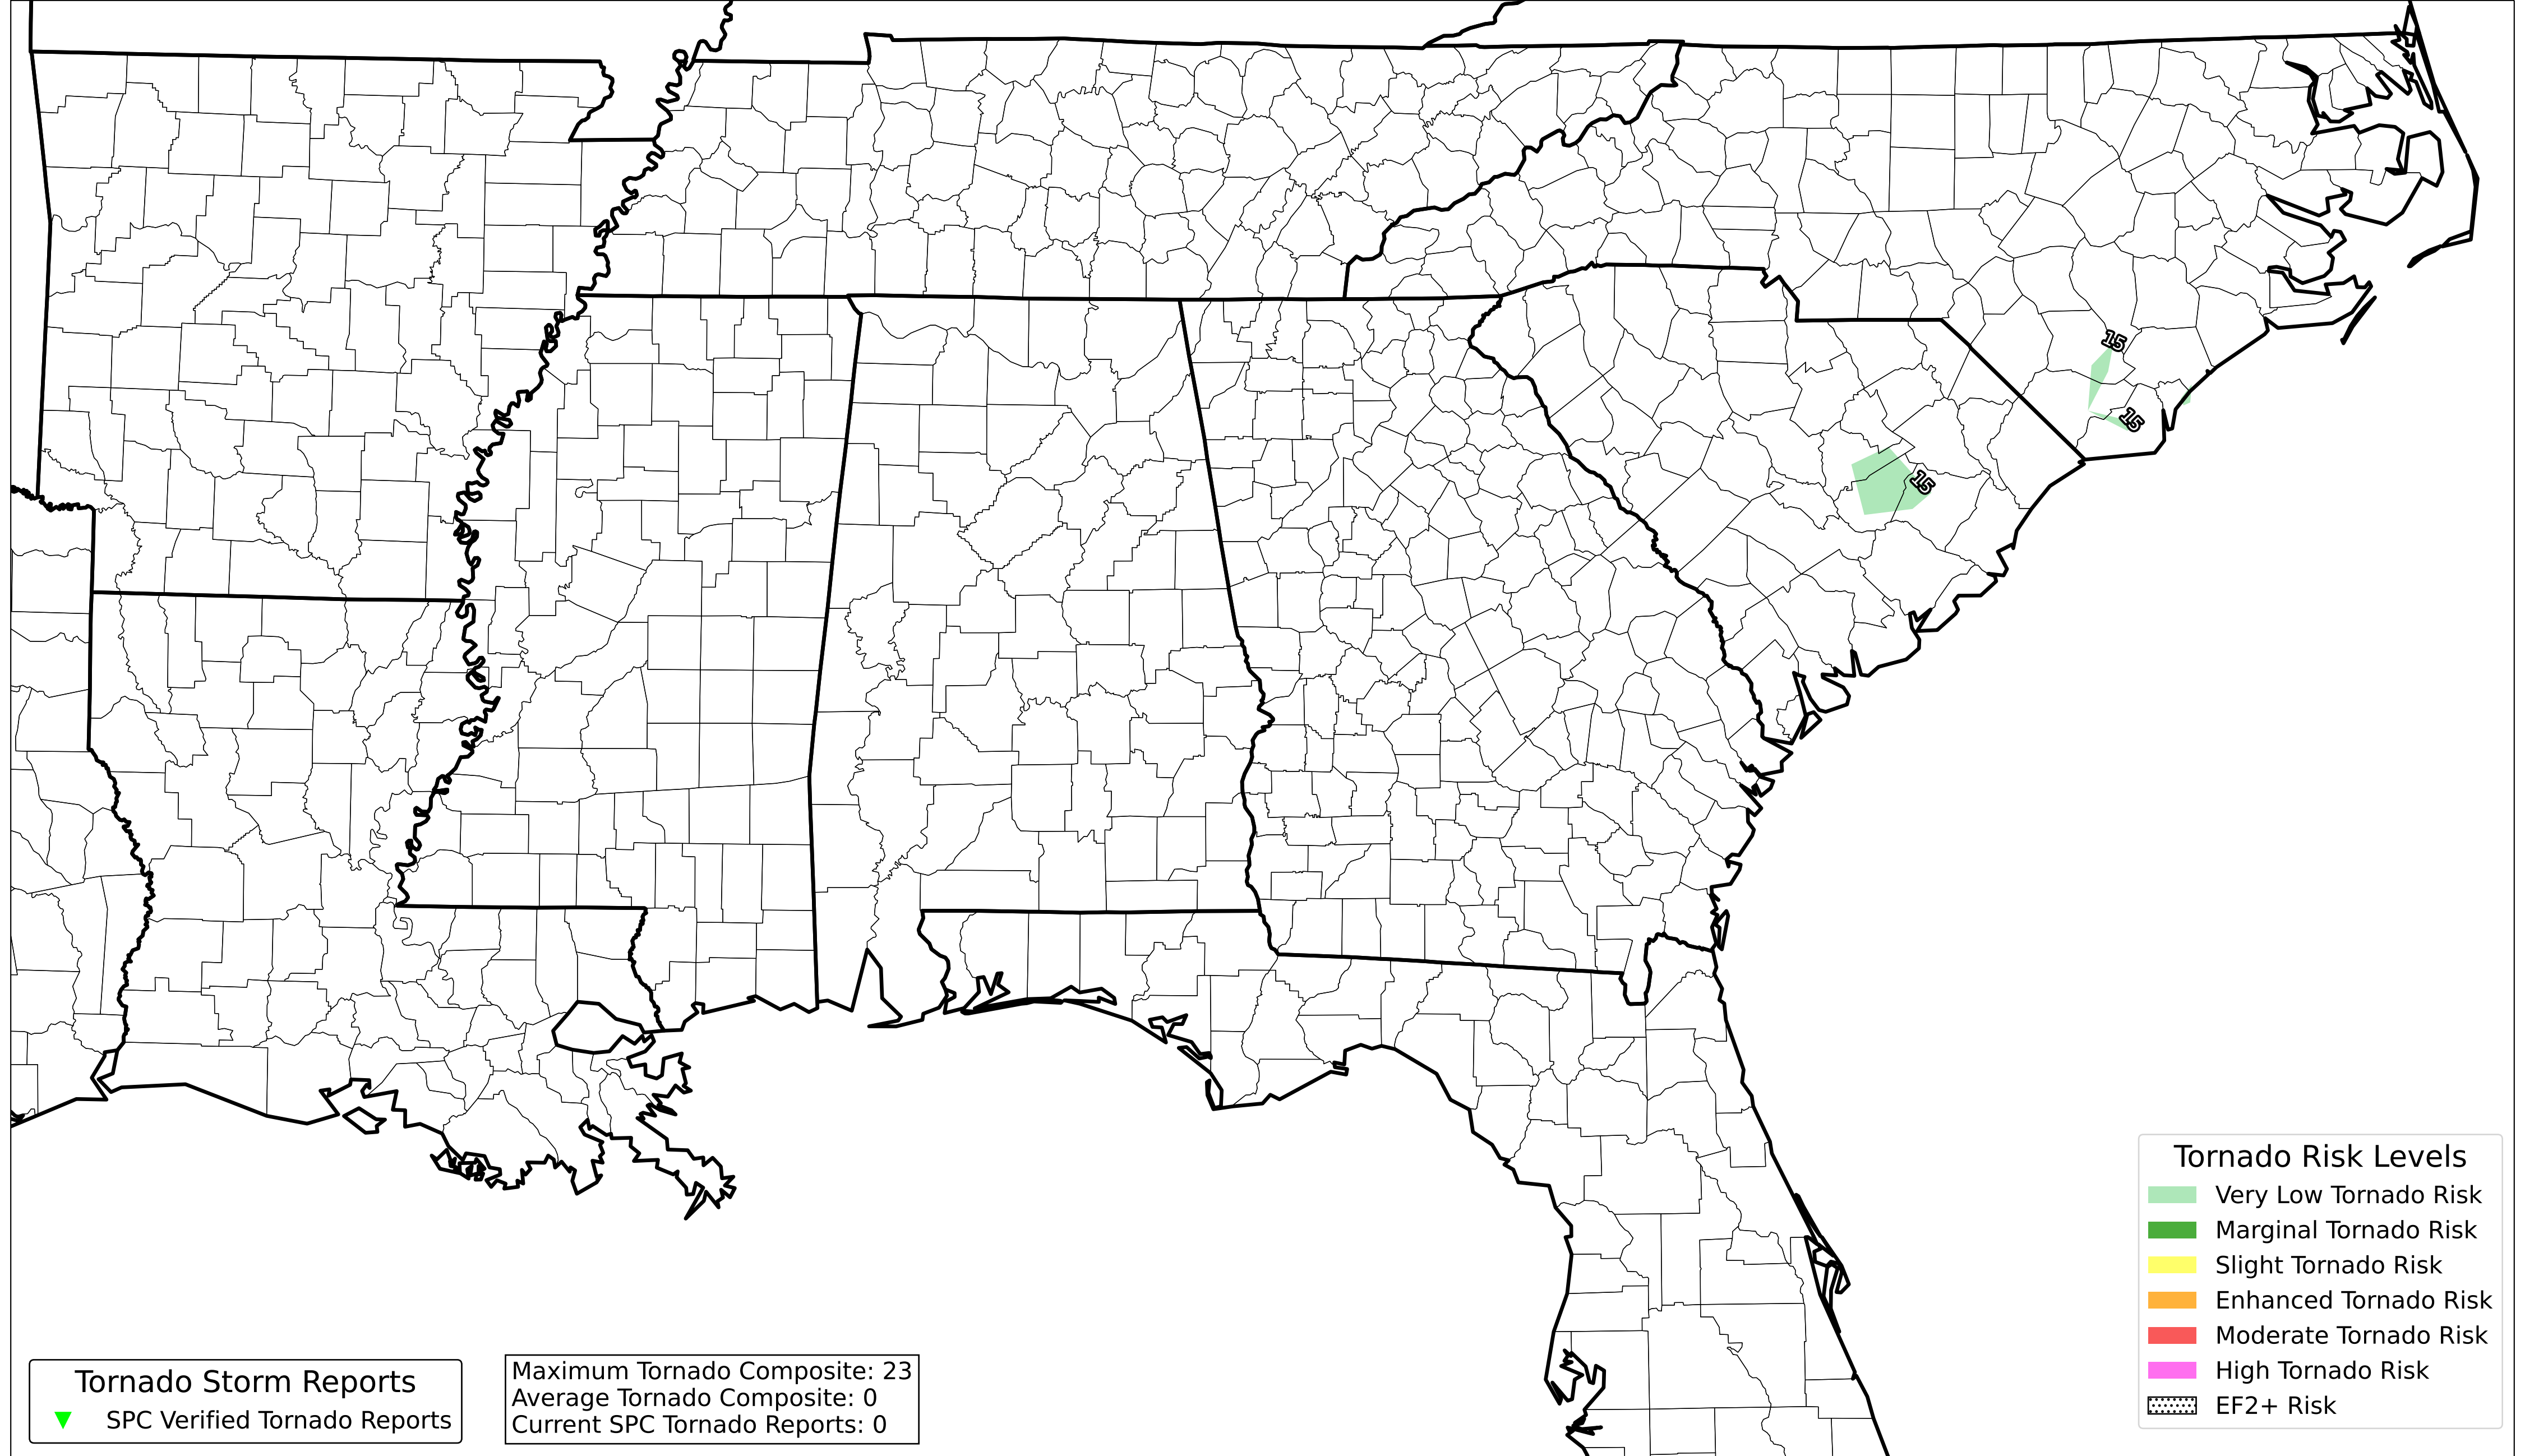 15
15
15
Tornado Risk Levels
Very Low Tornado Risk
Marginal Tornado Risk
Slight Tornado Risk
Enhanced Tornado Risk
Moderate Tornado Risk
High Tornado Risk
EF2+ Risk
Tornado Storm Reports
SPC Verified Tornado Reports
Maximum Tornado Composite: 23
Average Tornado Composite: 0
Current SPC Tornado Reports: 0